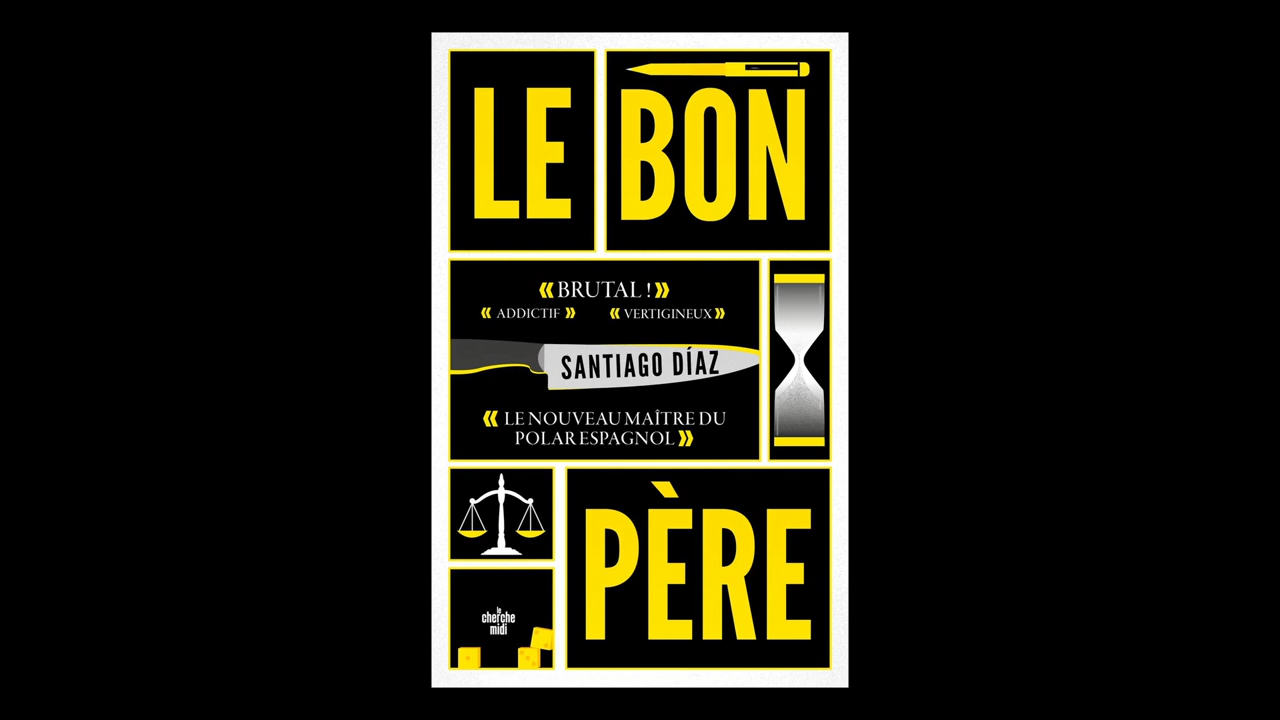 LE BON
« BRUTAL ! »
« ADDICTIF » « VERTIGINEUX »
SANTIAGO DÍAZ
« LE NOUVEAU MAÎTRE DU
POLAR ESPAGNOL »
PÈRE
le
cherche
midi